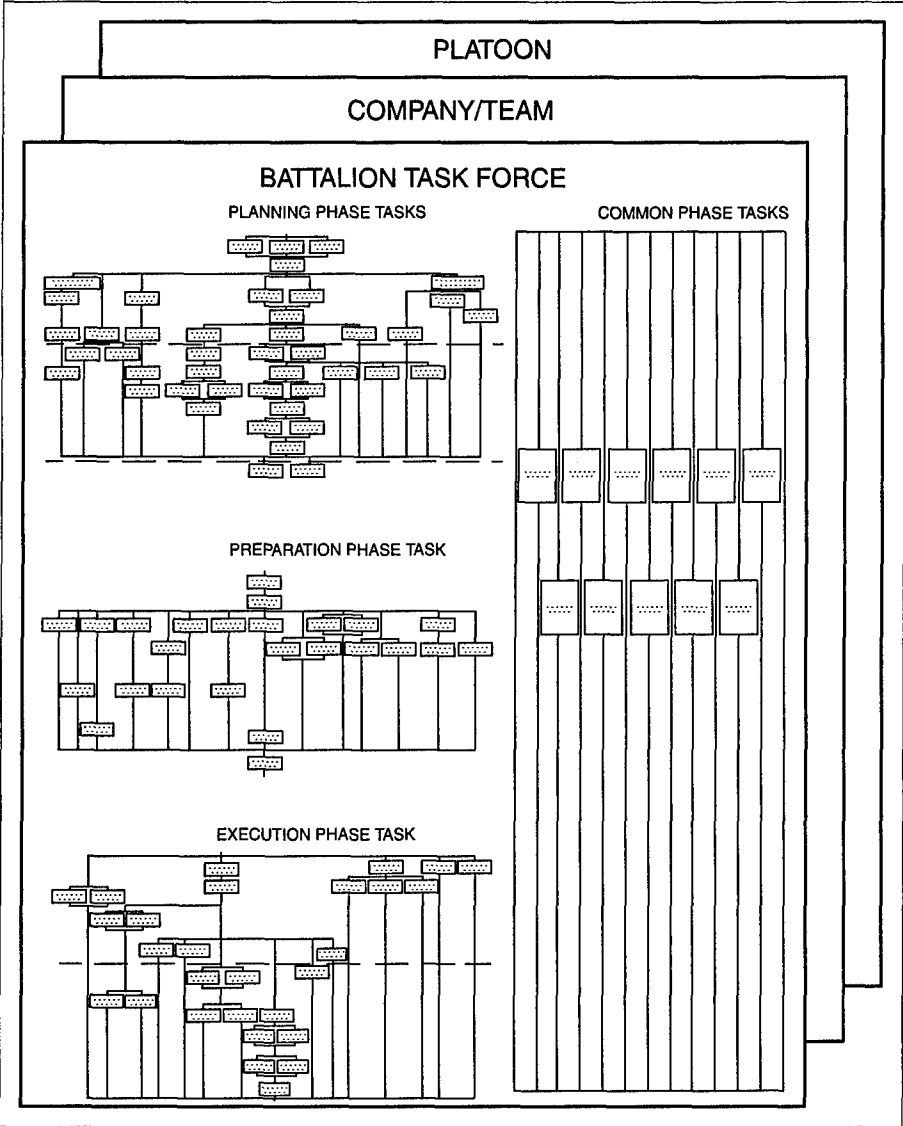 PLATOON
COMPANY/TEAM
BATTALION TASK FORCE
PLANNING PHASE TASKS
COMMON PHASE TASKS
PREPARATION PHASE TASK
EXECUTION PHASE TASK